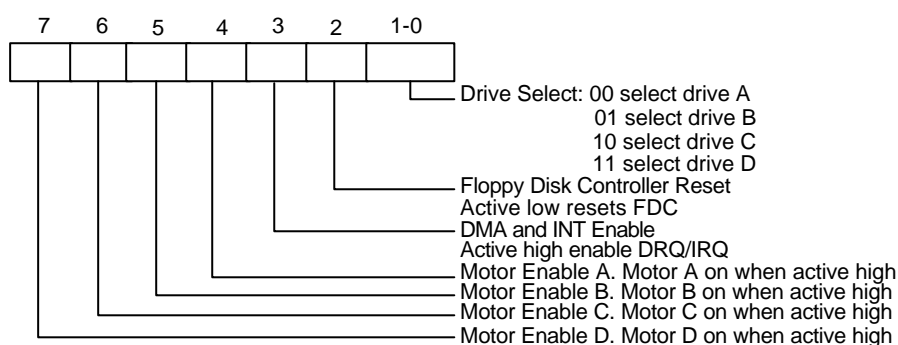 7 6 5 4 3 2 1-0
Drive Select: 00 select drive A
01 select drive B
10 select drive C
11 select drive D
Floppy Disk Controller Reset
Active low resets FDC
DMA and INT Enable
Active high enable DRQ/IRQ
Motor Enable A. Motor A on when active high
Motor Enable B. Motor B on when active high
Motor Enable C. Motor C on when active high
Motor Enable D. Motor D on when active high